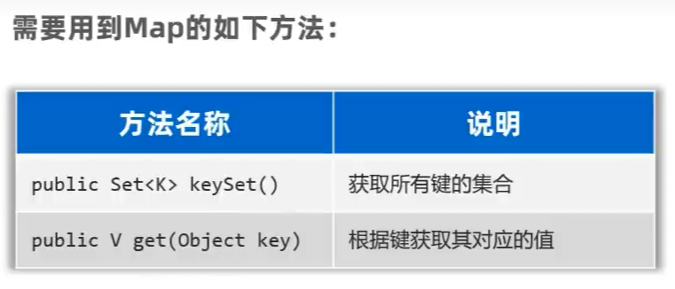 需要用到Map的如下方法：
方法名称 说明
public Set<K> keySet() 获取所有键的集合
public V get(Object key) 根据键获取其对应的值